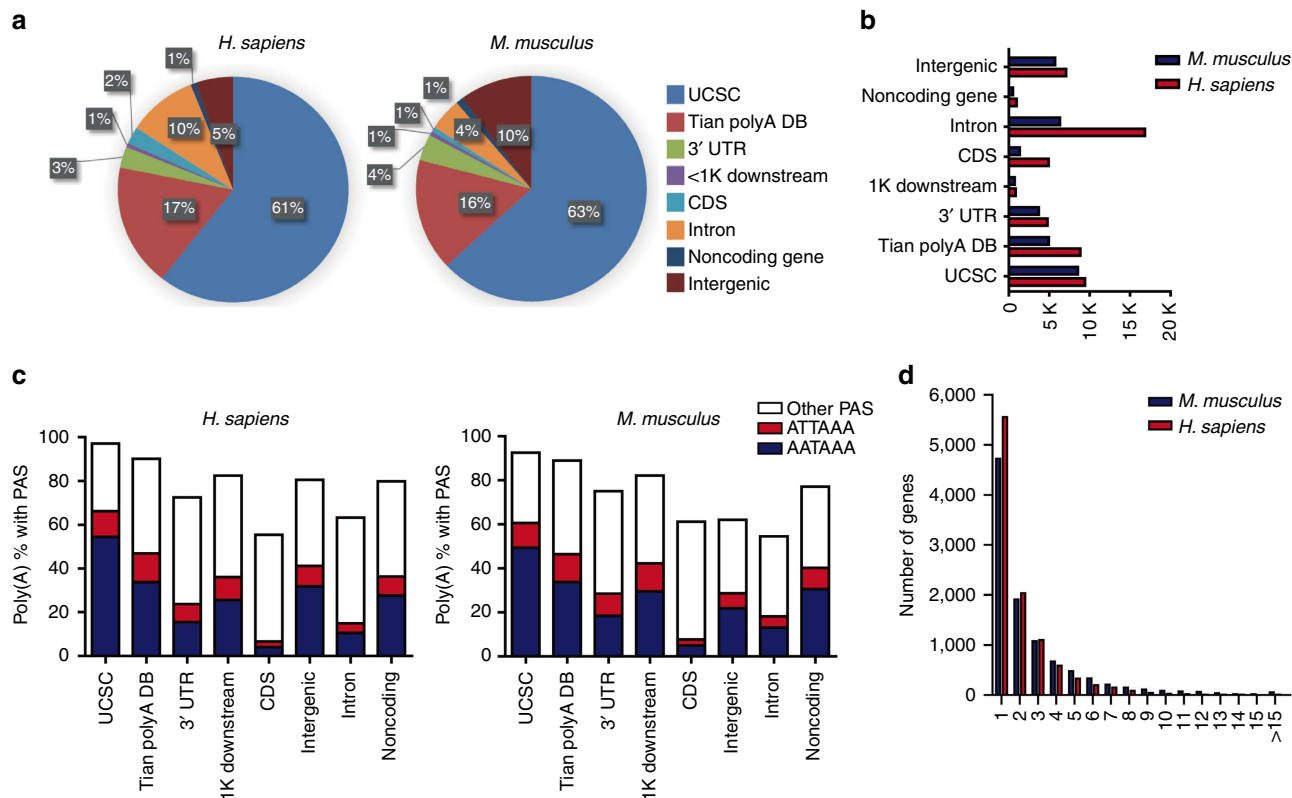 a
H. sapiens
M. musculus
1%
2%
1%
3%
10%
5%
17%
61%
1%
1%
1%
4%
4%
10%
16%
63%
UCSC
Tian polyA DB
3′ UTR
<1K downstream
CDS
Intron
Noncoding gene
Intergenic
b
M. musculus
H. sapiens
Intergenic
Noncoding gene
Intron
CDS
1K downstream
3′ UTR
Tian polyA DB
UCSC
0
5 K
10 K
15 K
20 K
c
H. sapiens
Poly(A) % with PAS
100
80
60
40
20
0
UCSC
Tian polyA DB
3′ UTR
1K downstream
CDS
Intergenic
Intron
Noncoding
M. musculus
Other PAS
ATTAAA
AATAAA
Poly(A) % with PAS
100
80
60
40
20
0
UCSC
Tian polyA DB
3′ UTR
1K downstream
CDS
Intergenic
Intron
Noncoding
d
M. musculus
H. sapiens
Number of genes
6,000
5,000
4,000
3,000
2,000
1,000
0
1
2
3
4
5
6
7
8
9
10
11
12
13
14
15
>15